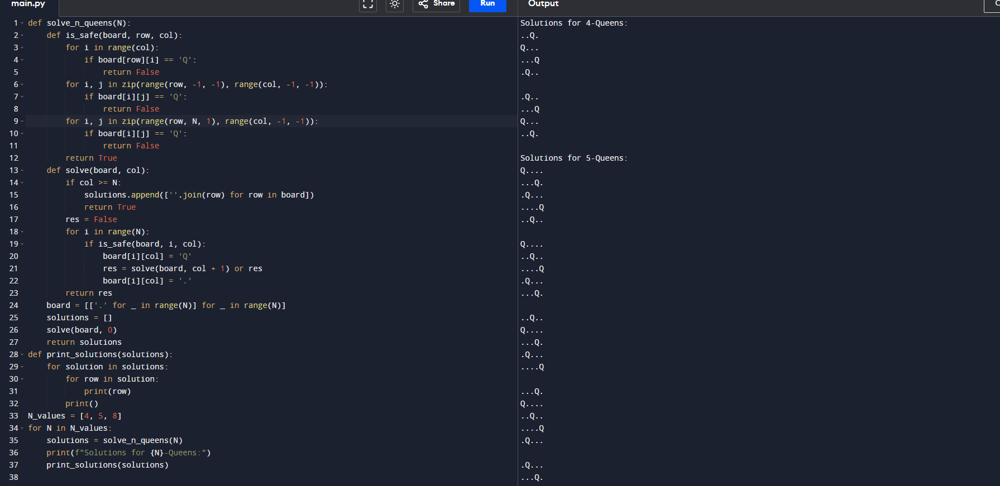 main.py
Share
Run
Output
1 def solve_n_queens(N):
2     def is_safe(board, row, col):
3         for i in range(col):
4             if board[row][i] == 'Q':
5                 return False
6         for i, j in zip(range(row, -1, -1), range(col, -1, -1)):
7             if board[i][j] == 'Q':
8                 return False
9         for i, j in zip(range(row, N, 1), range(col, -1, -1)):
10             if board[i][j] == 'Q':
11                 return False
12         return True
13     def solve(board, col):
14         if col >= N:
15             solutions.append([''.join(row) for row in board])
16             return True
17         res = False
18         for i in range(N):
19             if is_safe(board, i, col):
20                 board[i][col] = 'Q'
21                 res = solve(board, col + 1) or res
22                 board[i][col] = '.'
23         return res
24     board = [['.' for _ in range(N)] for _ in range(N)]
25     solutions = []
26     solve(board, 0)
27     return solutions
28 def print_solutions(solutions):
29     for solution in solutions:
30         for row in solution:
31             print(row)
32         print()
33 N_values = [4, 5, 8]
34 for N in N_values:
35     solutions = solve_n_queens(N)
36     print(f"Solutions for {N}-Queens:")
37     print_solutions(solutions)
38
Solutions for 4-Queens:
..Q.
Q...
...Q
.Q..

.Q..
...Q
Q...
..Q.

Solutions for 5-Queens:
Q....
...Q.
.Q...
....Q
..Q..

Q....
..Q..
....Q
.Q...
...Q.

..Q..
Q....
...Q.
.Q...
....Q

...Q.
Q....
..Q..
....Q
.Q...

.Q...
...Q.